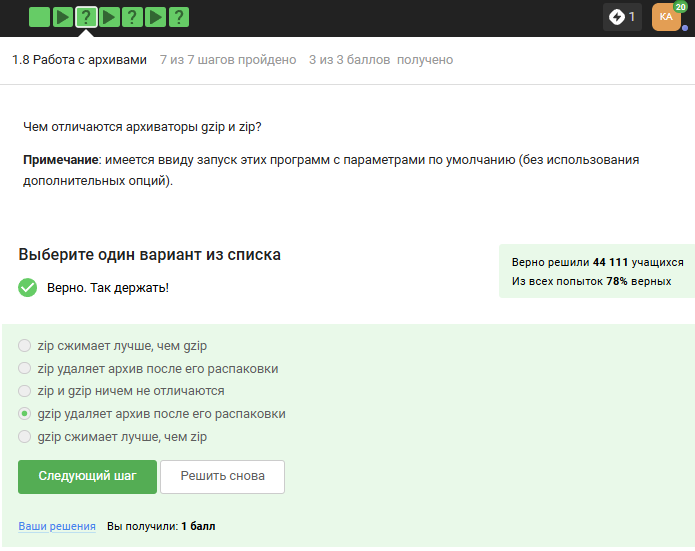 ? ? ?
1
KA
20
1.8 Работа с архивами 7 из 7 шагов пройдено 3 из 3 баллов получено
Чем отличаются архиваторы gzip и zip?
Примечание: имеется ввиду запуск этих программ с параметрами по умолчанию (без использования
дополнительных опций).
Выберите один вариант из списка
Верно. Так держать!
Верно решили 44 111 учащихся
Из всех попыток 78% верных
zip сжимает лучше, чем gzip
zip удаляет архив после его распаковки
zip и gzip ничем не отличаются
gzip удаляет архив после его распаковки
gzip сжимает лучше, чем zip
Следующий шаг
Решить снова
Ваши решения Вы получили: 1 балл